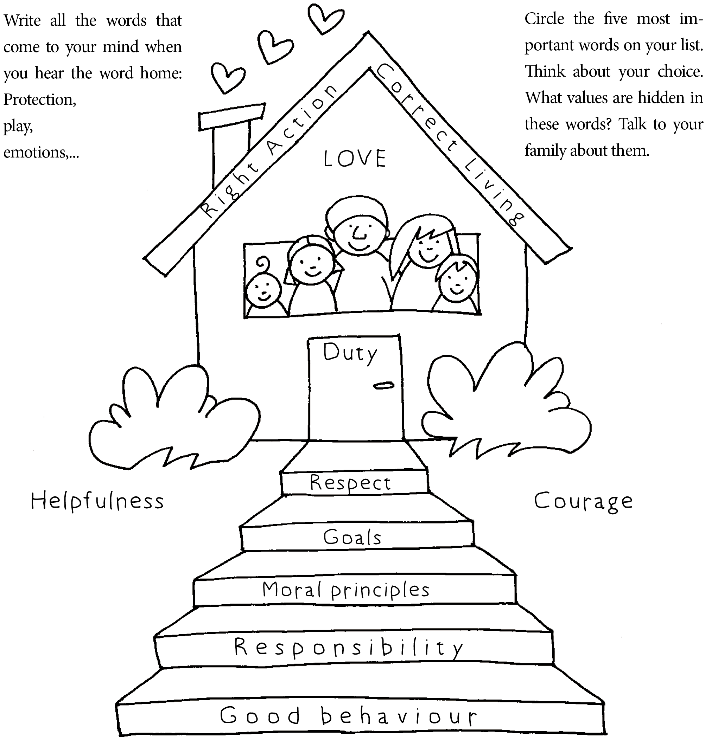 Write all the words that
come to your mind when
you hear the word home:
Protection,
play,
emotions,...
Circle the five most im-
portant words on your list.
Think about your choice.
What values are hidden in
these words? Talk to your
family about them.
Right Action
Correct Living
LOVE
Duty
Helpfulness
Courage
Respect
Goals
Moral principles
Responsibility
Good behaviour